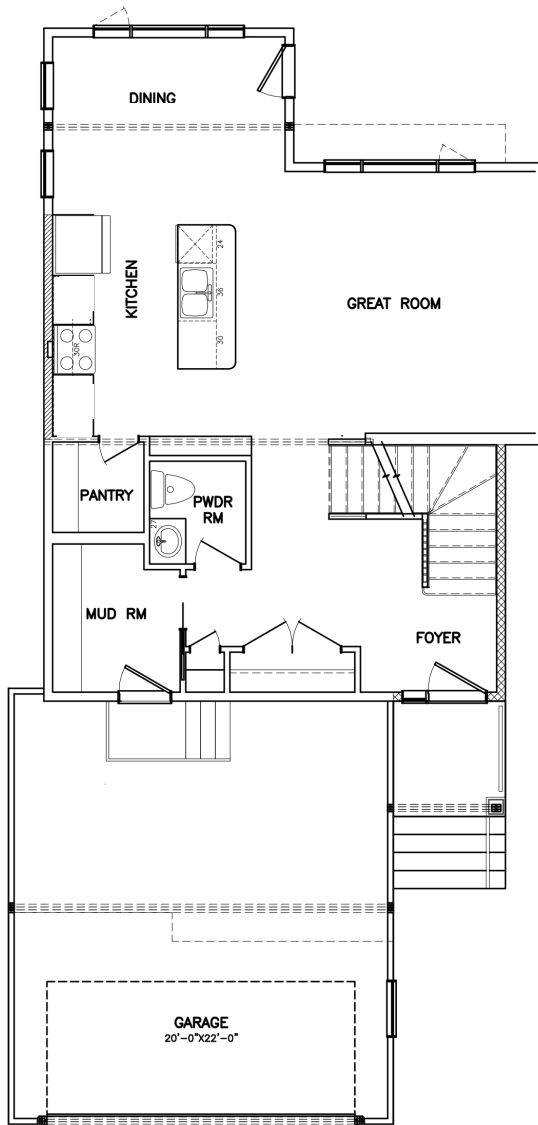 DINING
KITCHEN
24
36
30
GREAT ROOM
30R
PANTRY
PWDR
RM
27
MUD RM
FOYER
GARAGE
20'-0"X22'-0"